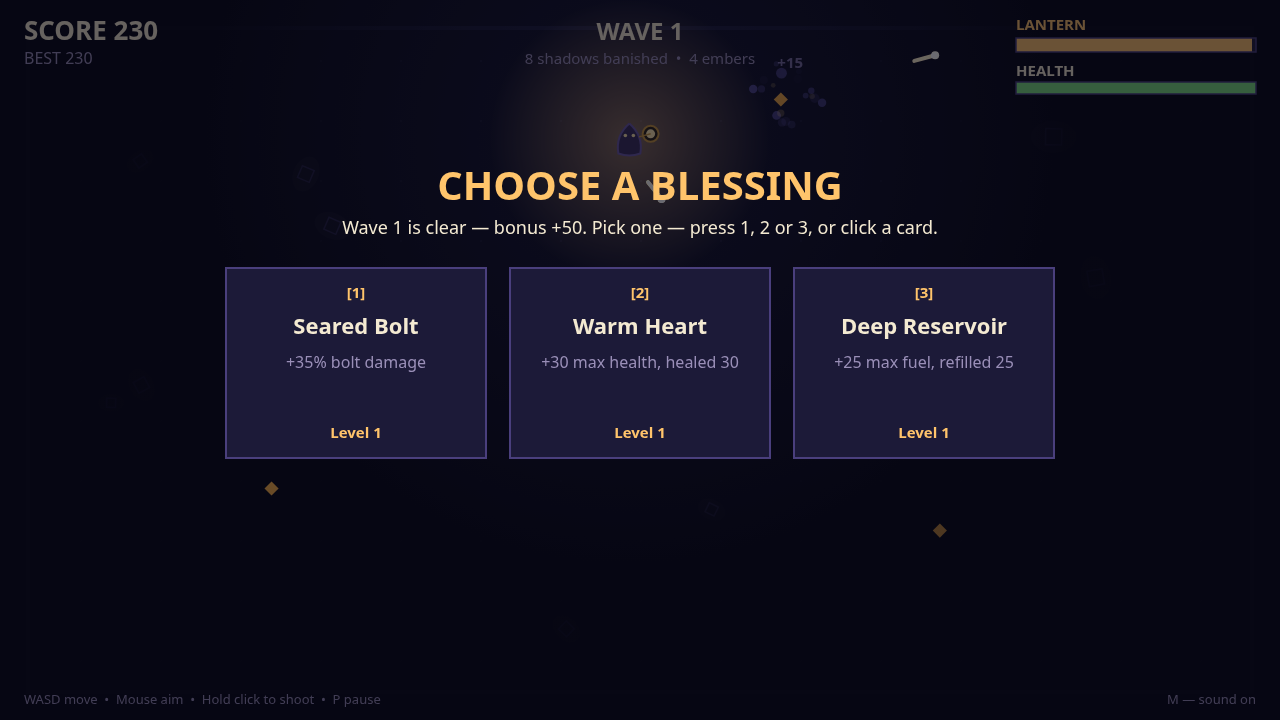 SCORE 230
BEST 230
WAVE 1
8 shadows banished • 4 embers
+15
LANTERN
HEALTH
CHOOSE A BLESSING
Wave 1 is clear — bonus +50. Pick one — press 1, 2 or 3, or click a card.
[1]
Seared Bolt
+35% bolt damage
Level 1
[2]
Warm Heart
+30 max health, healed 30
Level 1
[3]
Deep Reservoir
+25 max fuel, refilled 25
Level 1
WASD move • Mouse aim • Hold click to shoot • P pause
M — sound on